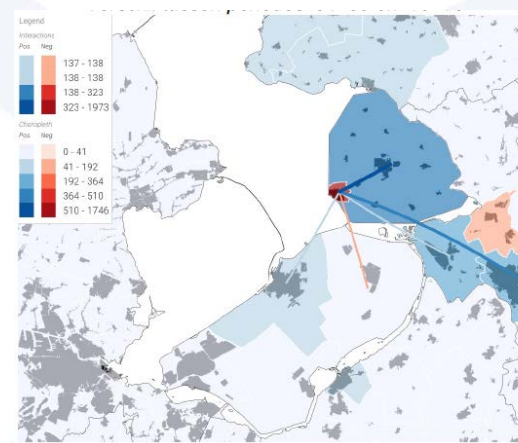 Legend
Interactions
Pos Neg
137 - 138
138 - 138
138 - 323
323 - 1973
Choropleth
Pos Neg
0 - 41
41 - 192
192 - 364
364 - 510
510 - 1746